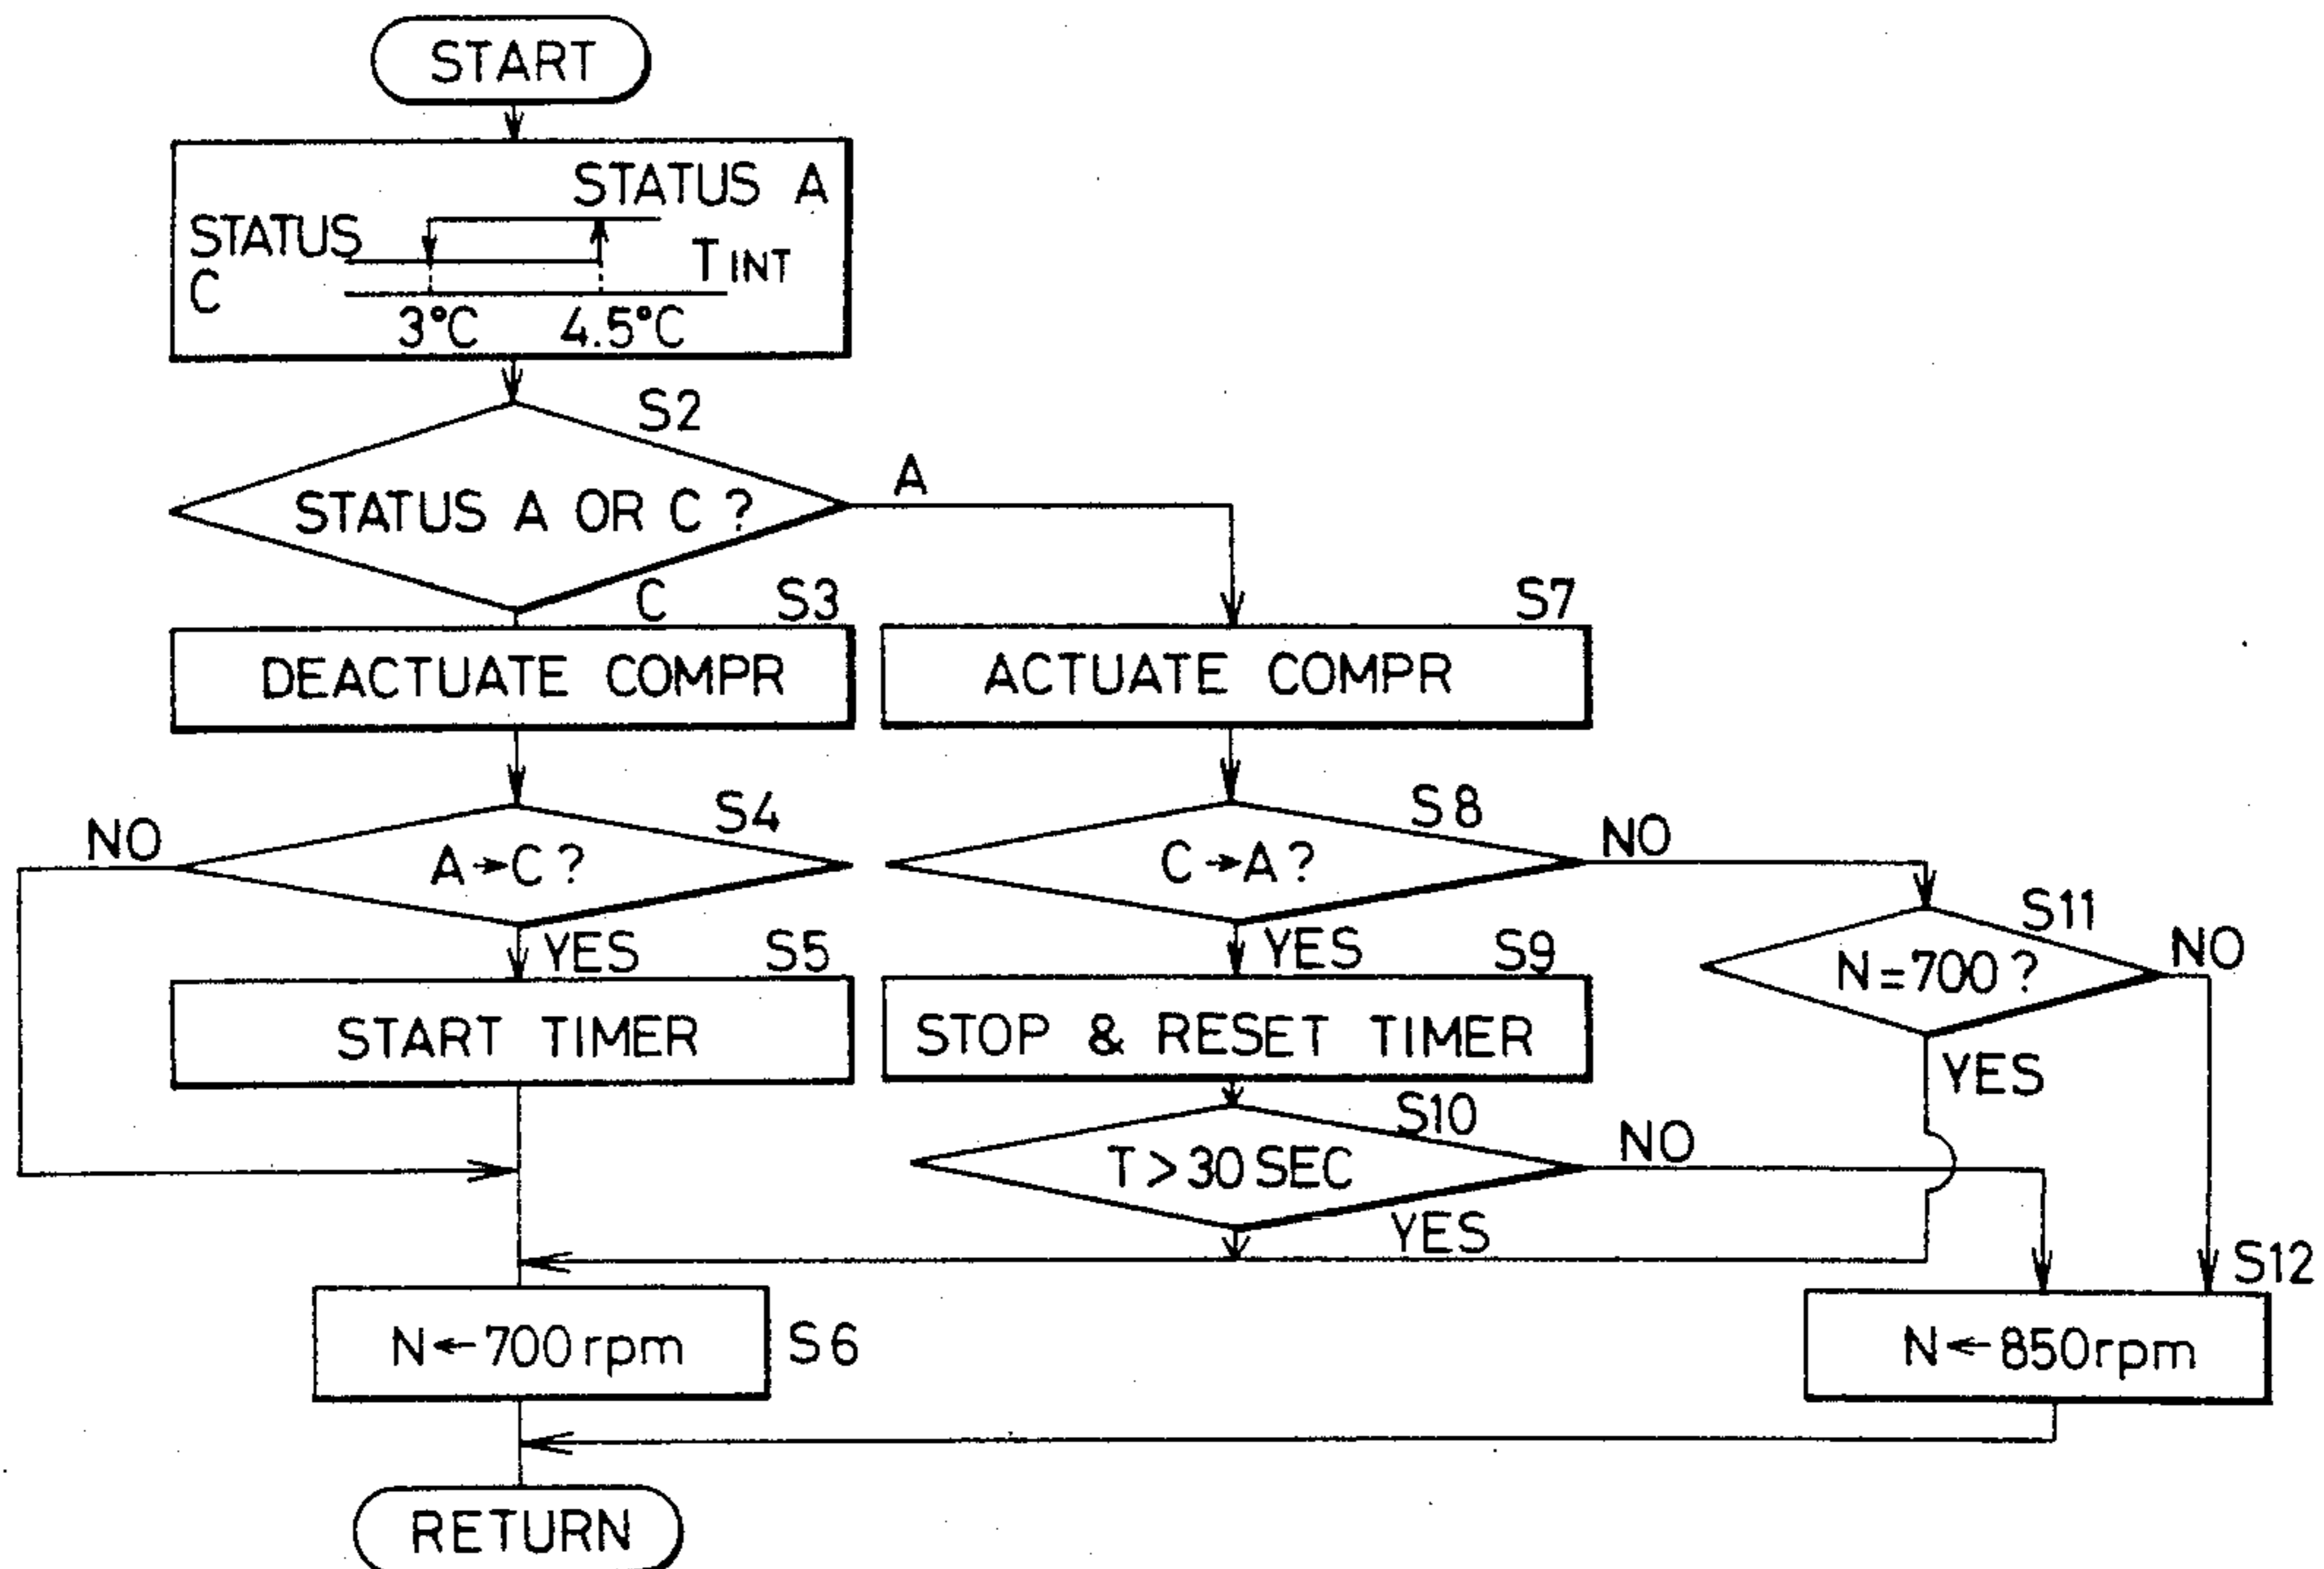 START
STATUS A
STATUS
C
TINT
3°C 4.5°C
S2
STATUS A OR C ?
A
C
S3
DEACTUATE COMPR
S7
ACTUATE COMPR
S4
NO
A→C ?
YES
S8
C→A ?
NO
YES
S5
START TIMER
S9
STOP & RESET TIMER
S11
N=700 ?
NO
YES
S10
T > 30 SEC
NO
YES
N←700 rpm
S6
S12
N←850rpm
RETURN